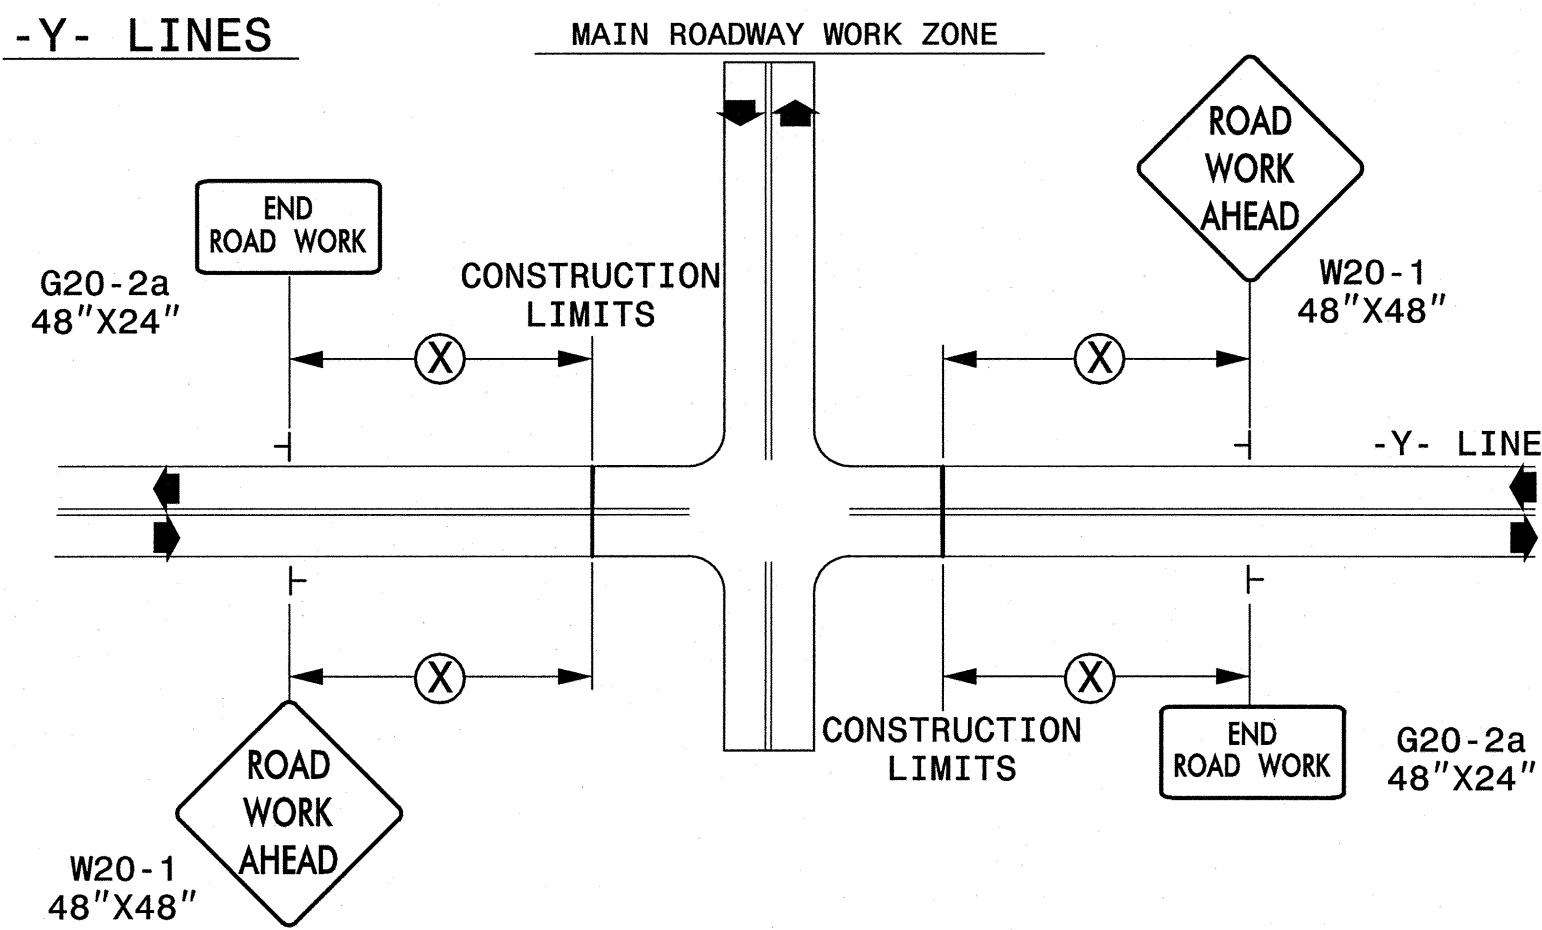 -Y- LINES
MAIN ROADWAY WORK ZONE
ROAD
WORK
AHEAD
END
ROAD WORK
G20-2a
48"X24"
CONSTRUCTION
LIMITS
W20-1
48"X48"
X
X
-Y- LINE
X
X
CONSTRUCTION
LIMITS
END
ROAD WORK
G20-2a
48"X24"
ROAD
WORK
AHEAD
W20-1
48"X48"